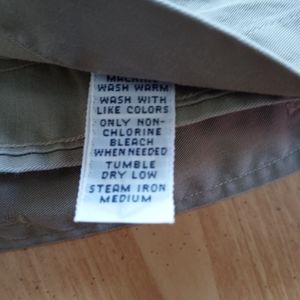 MACHINE
WASH WARM
WASH WITH
LIKE COLORS
ONLY NON-
CHLORINE
BLEACH
WHEN NEEDED
TUMBLE
DRY LOW
STEAM IRON
MEDIUM